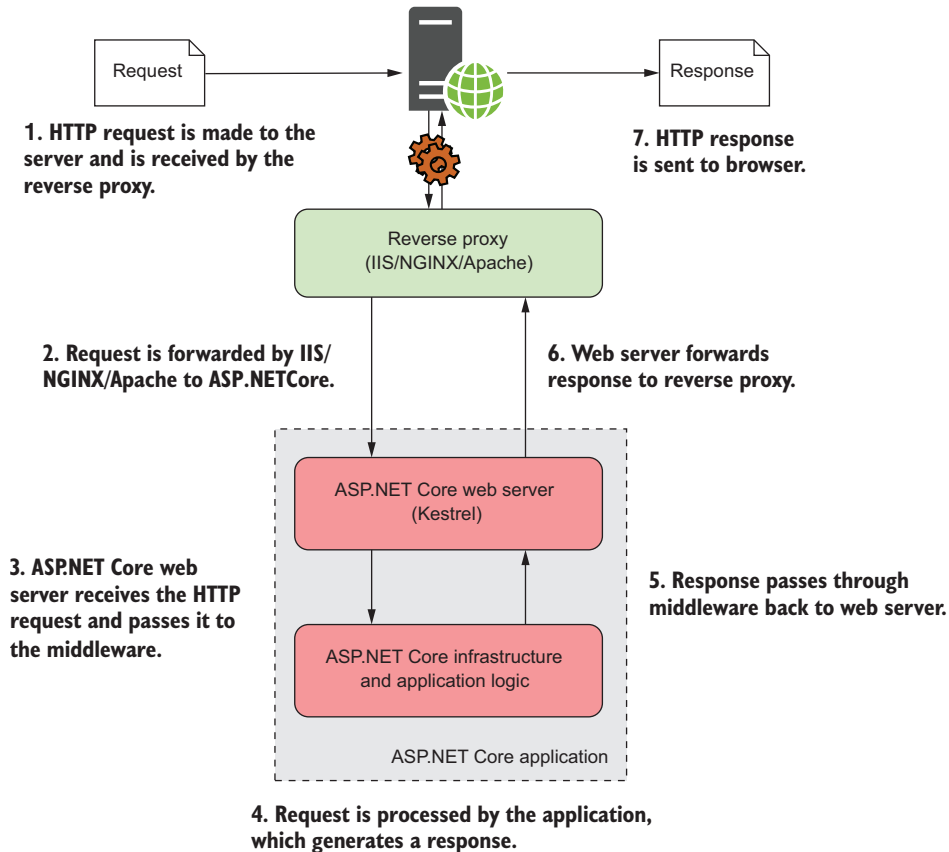 Request
Response
1. HTTP request is made to the
server and is received by the
reverse proxy.
7. HTTP response
is sent to browser.
Reverse proxy
(IIS/NGINX/Apache)
2. Request is forwarded by IIS/
NGINX/Apache to ASP.NETCore.
6. Web server forwards
response to reverse proxy.
ASP.NET Core web server
(Kestrel)
3. ASP.NET Core web
server receives the HTTP
request and passes it to
the middleware.
5. Response passes through
middleware back to web server.
ASP.NET Core infrastructure
and application logic
ASP.NET Core application
4. Request is processed by the application,
which generates a response.